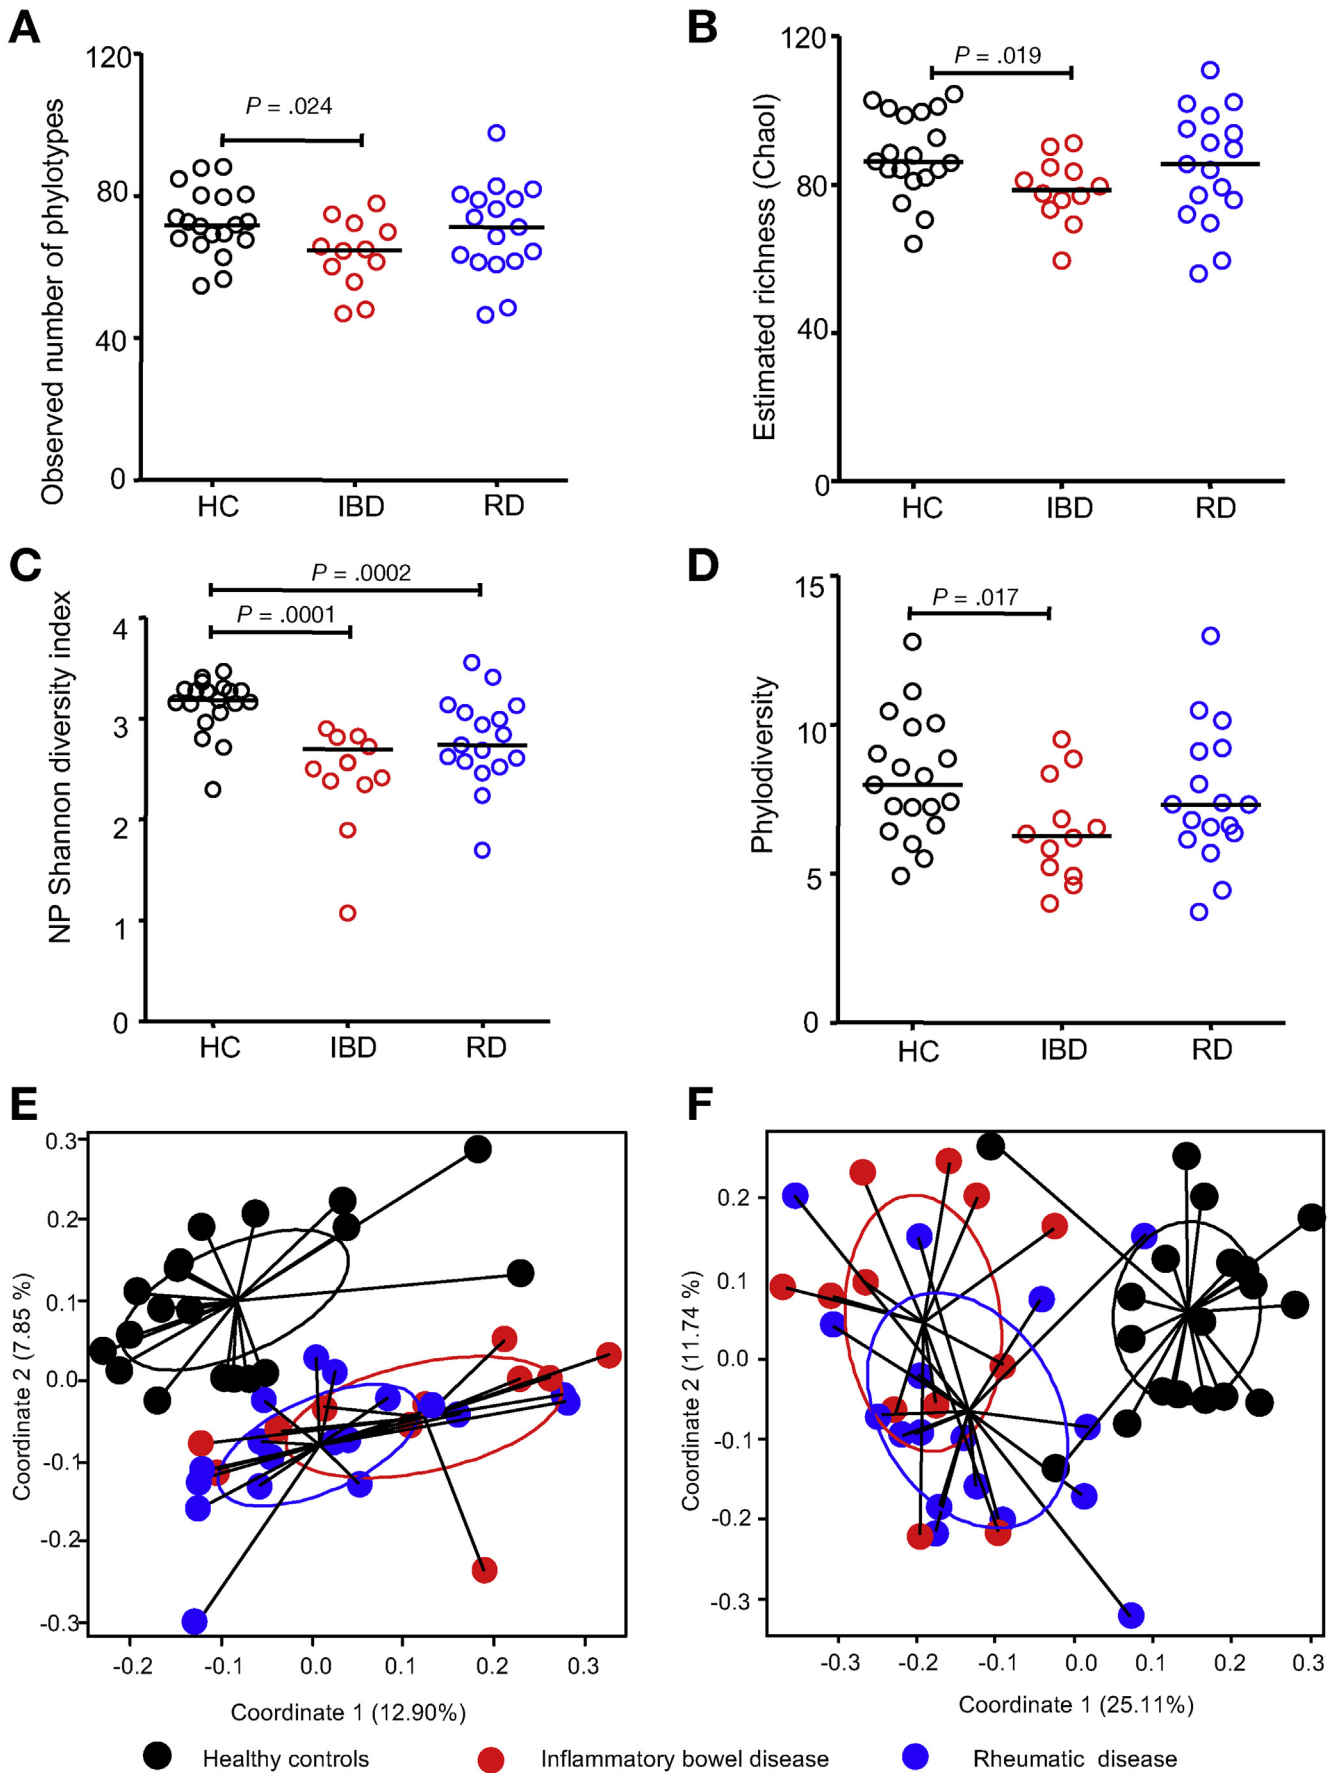 A
Observed number of phylotypes
120
80
40
0
P = .024
HC IBD RD
B
Estimated richness (ChaoI)
120
80
40
0
P = .019
HC IBD RD
C
NP Shannon diversity index
4
3
2
1
0
P = .0002
P = .0001
HC IBD RD
D
Phylodiversity
15
10
5
0
P = .017
HC IBD RD
E
Coordinate 2 (7.85 %)
0.3
0.2
0.1
0.0
-0.1
-0.2
-0.3
-0.2 -0.1 0.0 0.1 0.2 0.3
Coordinate 1 (12.90%)
F
Coordinate 2 (11.74 %)
0.2
0.1
0.0
-0.1
-0.2
-0.3
-0.3 -0.2 -0.1 0.0 0.1 0.2 0.3
Coordinate 1 (25.11%)
Healthy controls Inflammatory bowel disease Rheumatic disease